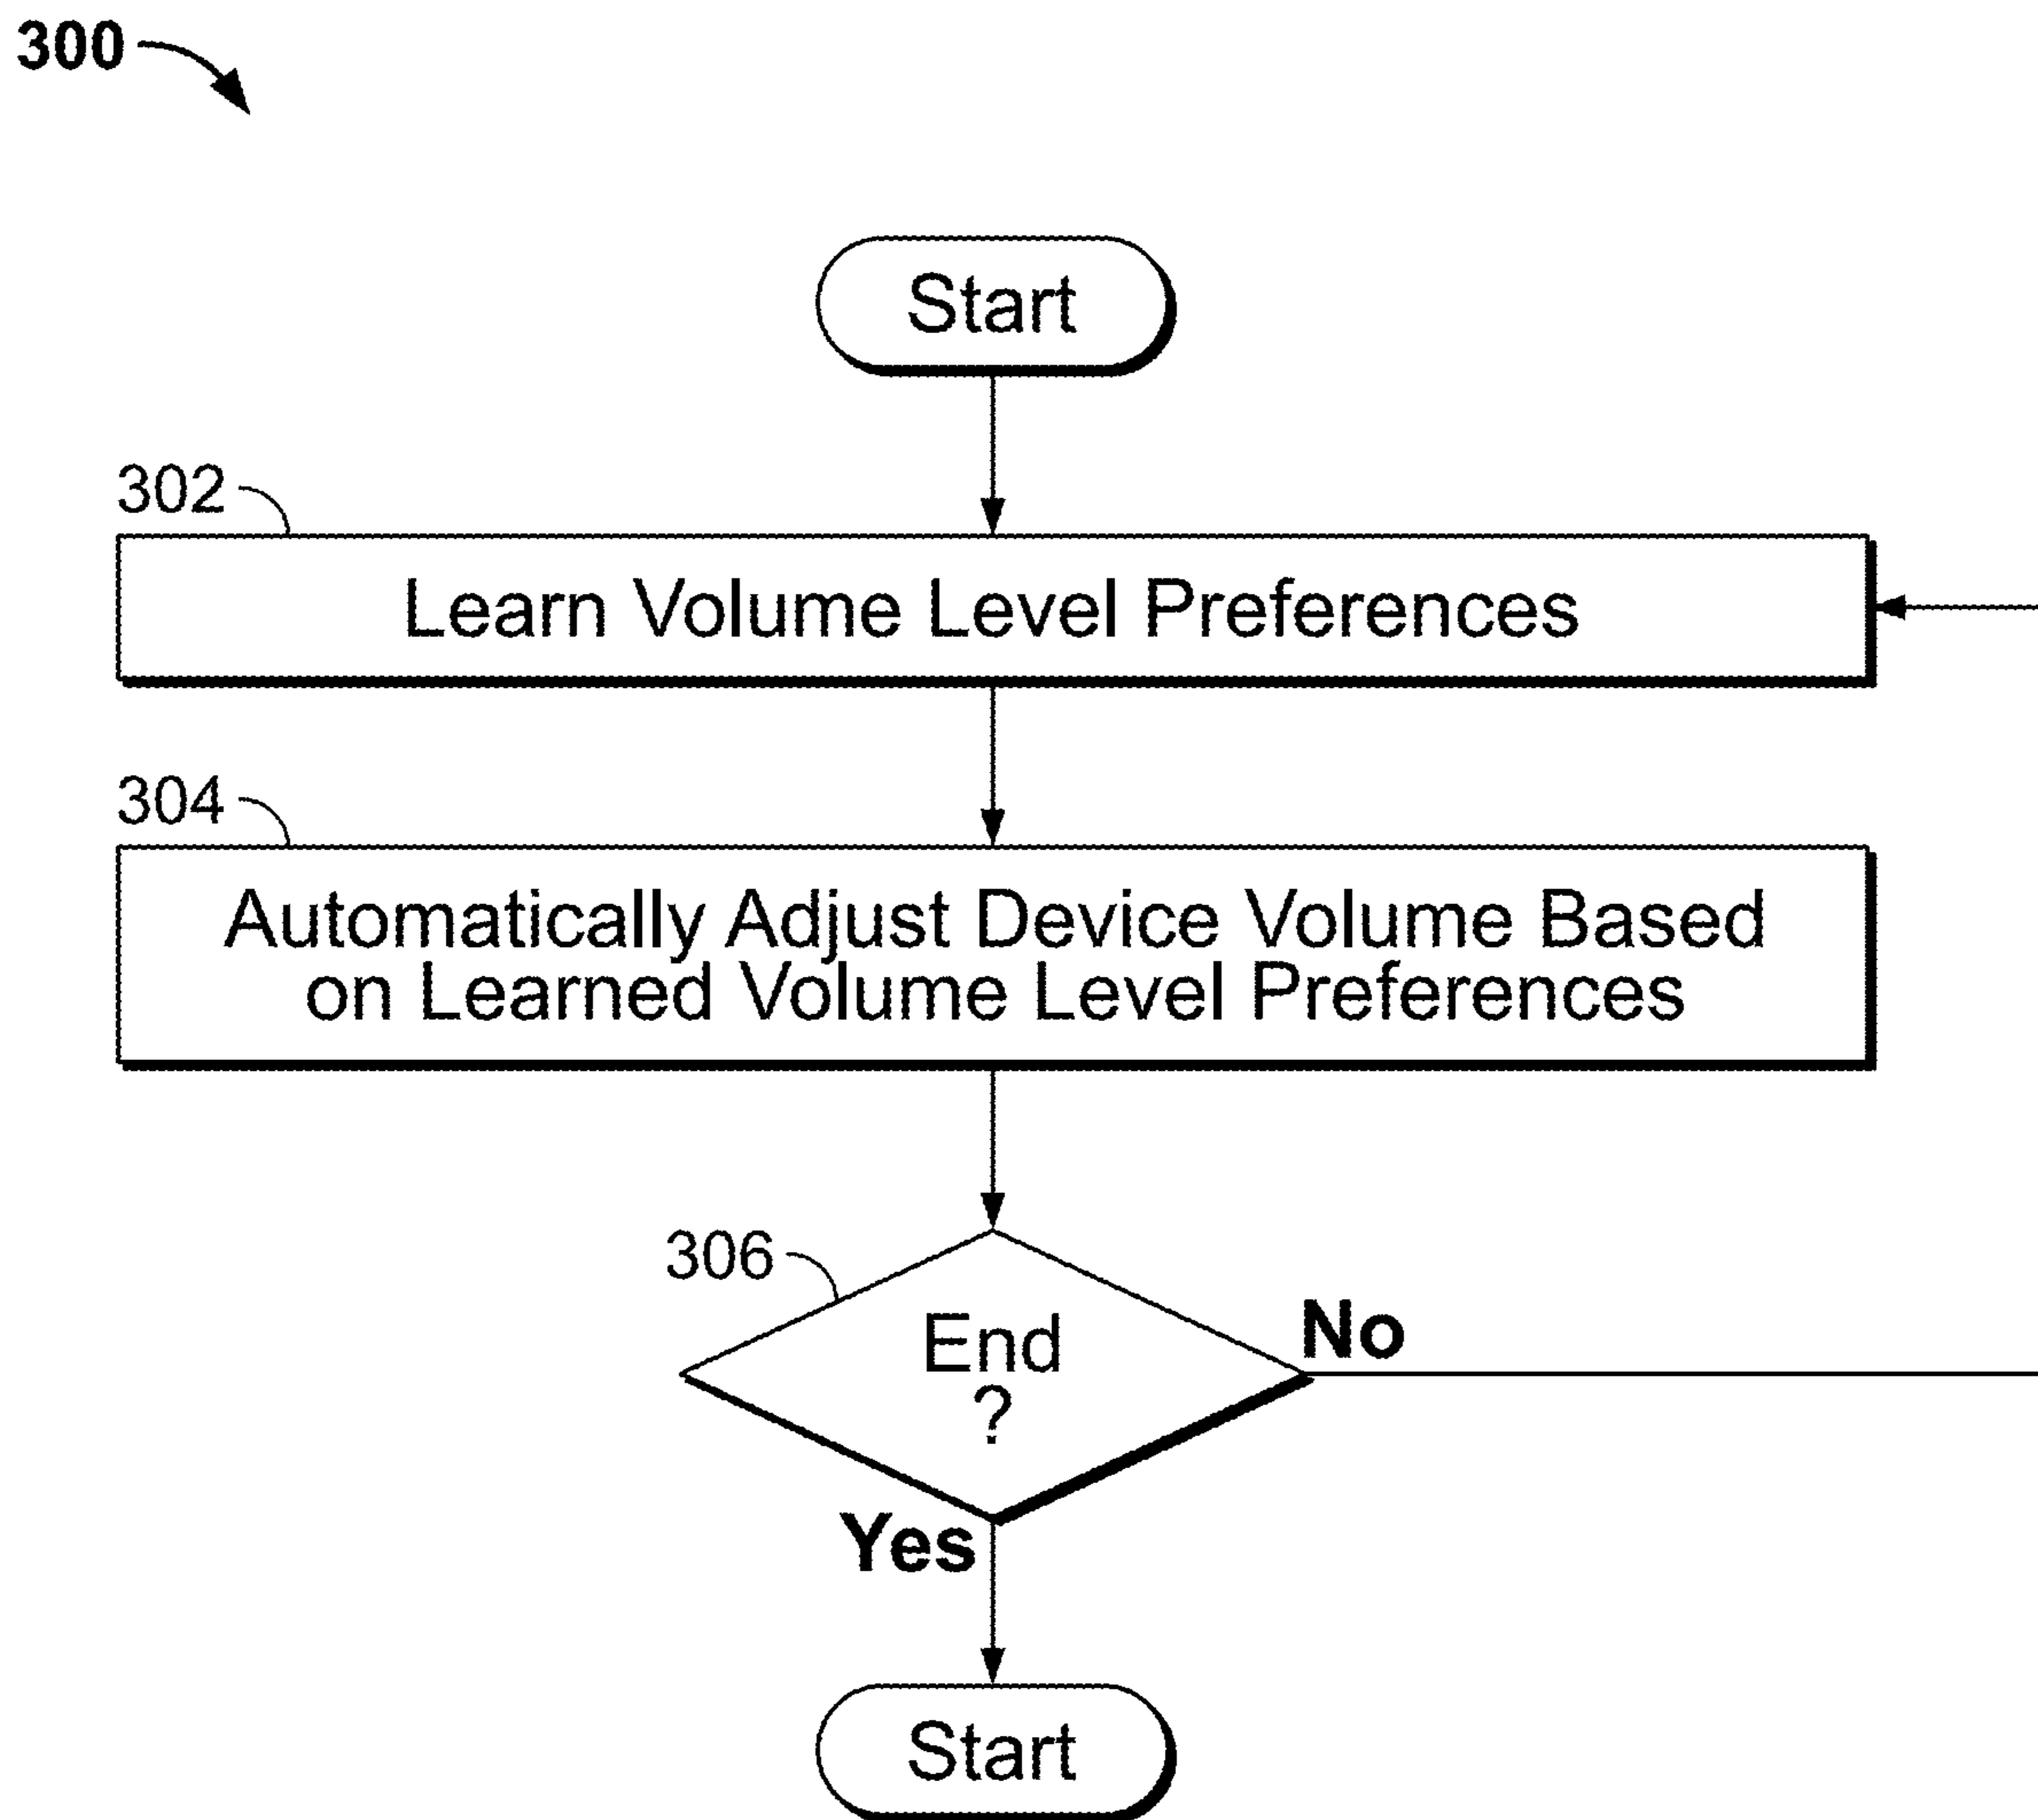 300
Start
302
Learn Volume Level Preferences
304
Automatically Adjust Device Volume Based
on Learned Volume Level Preferences
306
End
?
No
Yes
Start